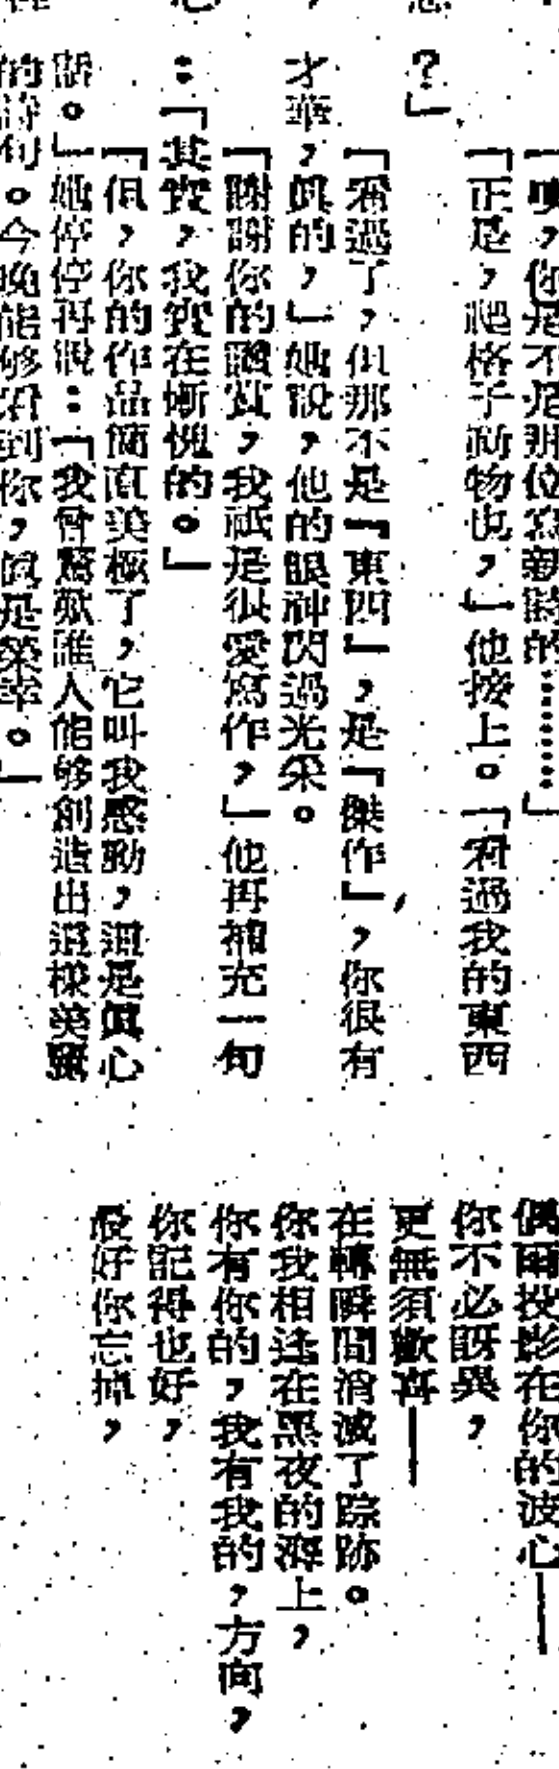 「噢，你是不是那位寫新詩的………」
「正是，爬格子動物也，」他接上。「看過我的東西
？」
「看過了，但那不是『東西」，是『傑作」，你很有
才華，眞的，」她說，他的眼神閃過光采。
「謝謝你的讚賞，我祗是很愛寫作，」他再補充一句
：「其實，我實在慚愧的。」
「但，你的作品簡直美極了，它叫我感動，這是眞心
話。」她停停再說：「我曾驚歎誰人能够創造出這樣美麗
的詩句。今晚能够看到你，眞是榮幸。」
偶爾投影在你的波心——
你不必訝異，
更無須歡喜——
在轉瞬間消滅了踪跡。
你我相逢在黑夜的海上，
你有你的，我有我的，方向，
你記得也好，
最好你忘掉，